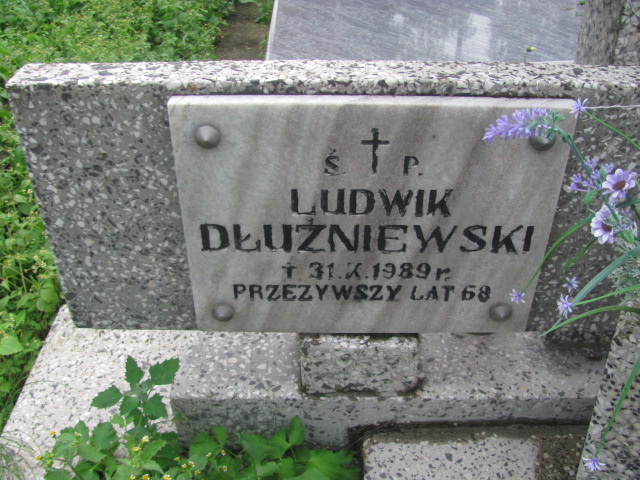 Ś. P.
LUDWIK
DŁUŻNIEWSKI
† 31.X.1989 r.
PRZEŻYWSZY LAT 68